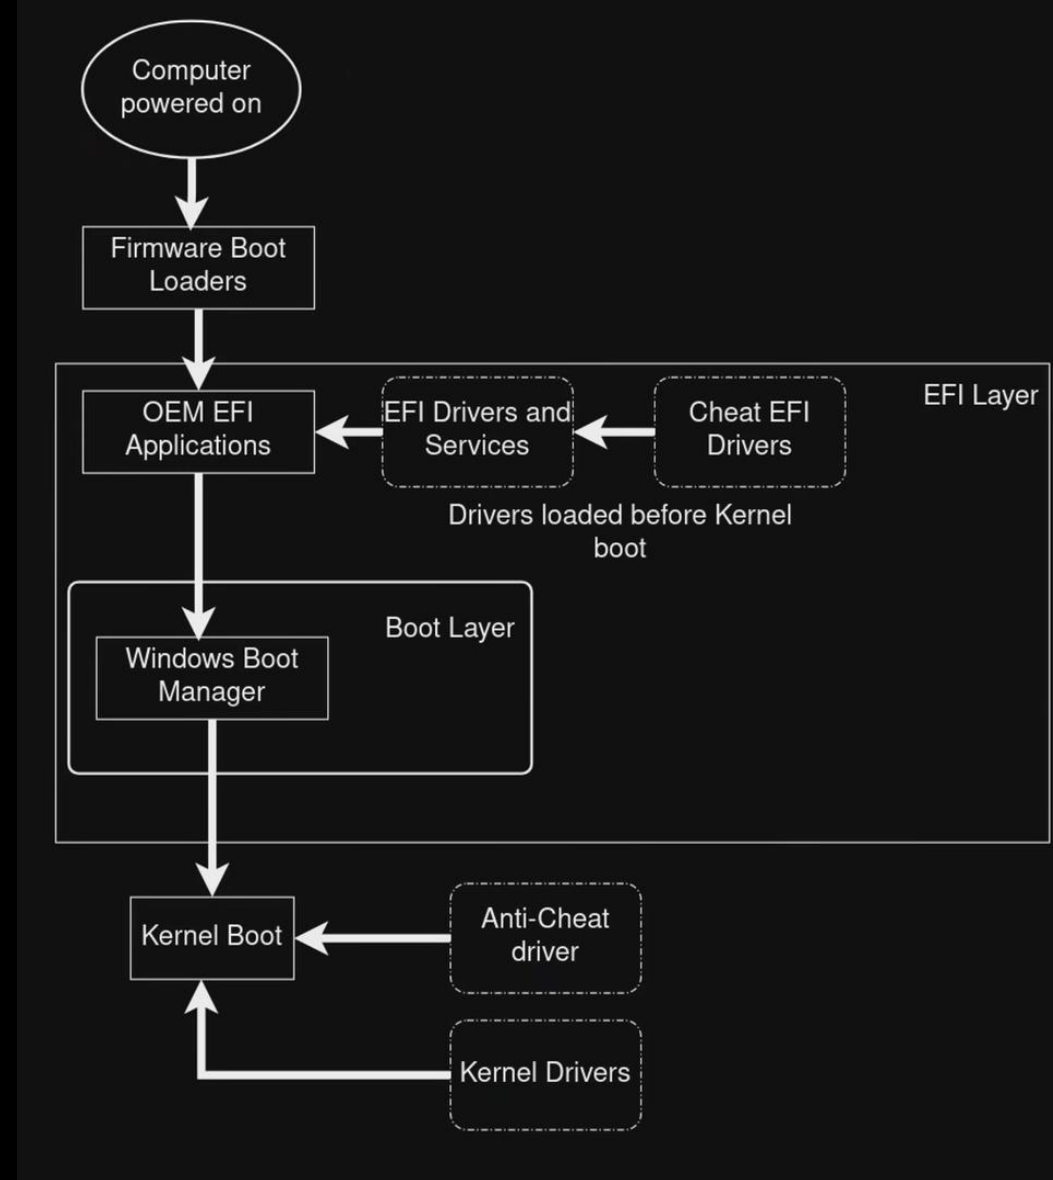 Computer
powered on
Firmware Boot
Loaders
EFI Layer
OEM EFI
Applications
EFI Drivers and
Services
Cheat EFI
Drivers
Drivers loaded before Kernel
boot
Boot Layer
Windows Boot
Manager
Kernel Boot
Anti-Cheat
driver
Kernel Drivers